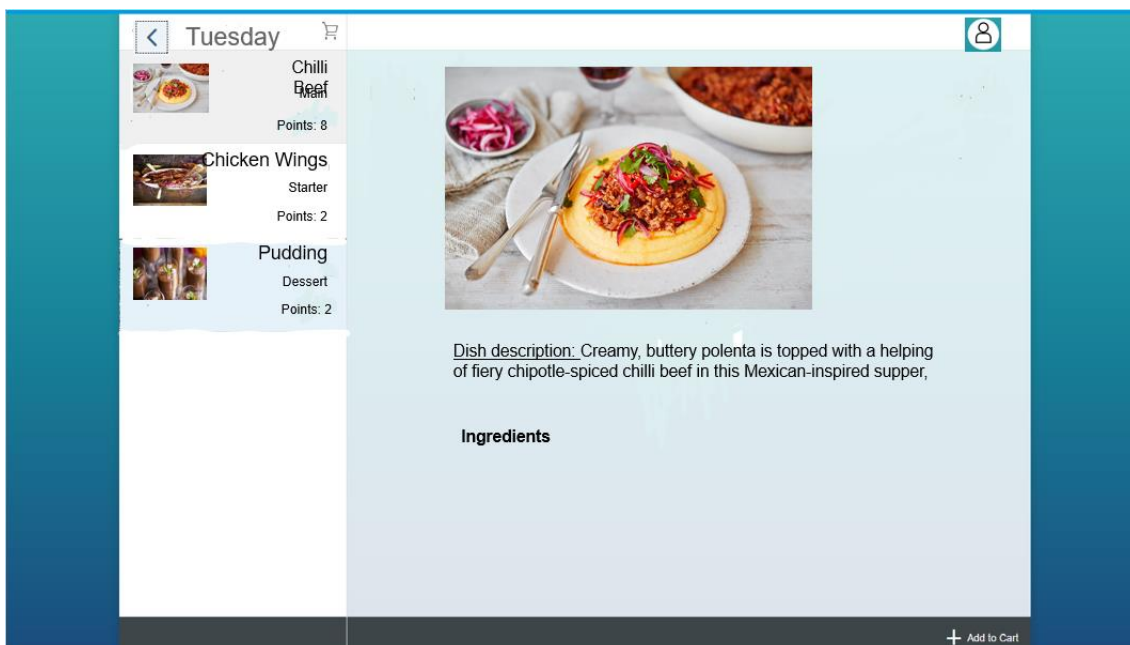 Tuesday
Chilli
Beef
Main
Points: 8
Chicken Wings
Starter
Points: 2
Pudding
Dessert
Points: 2
Dish description: Creamy, buttery polenta is topped with a helping
of fiery chipotle-spiced chilli beef in this Mexican-inspired supper,
Ingredients
Add to Cart